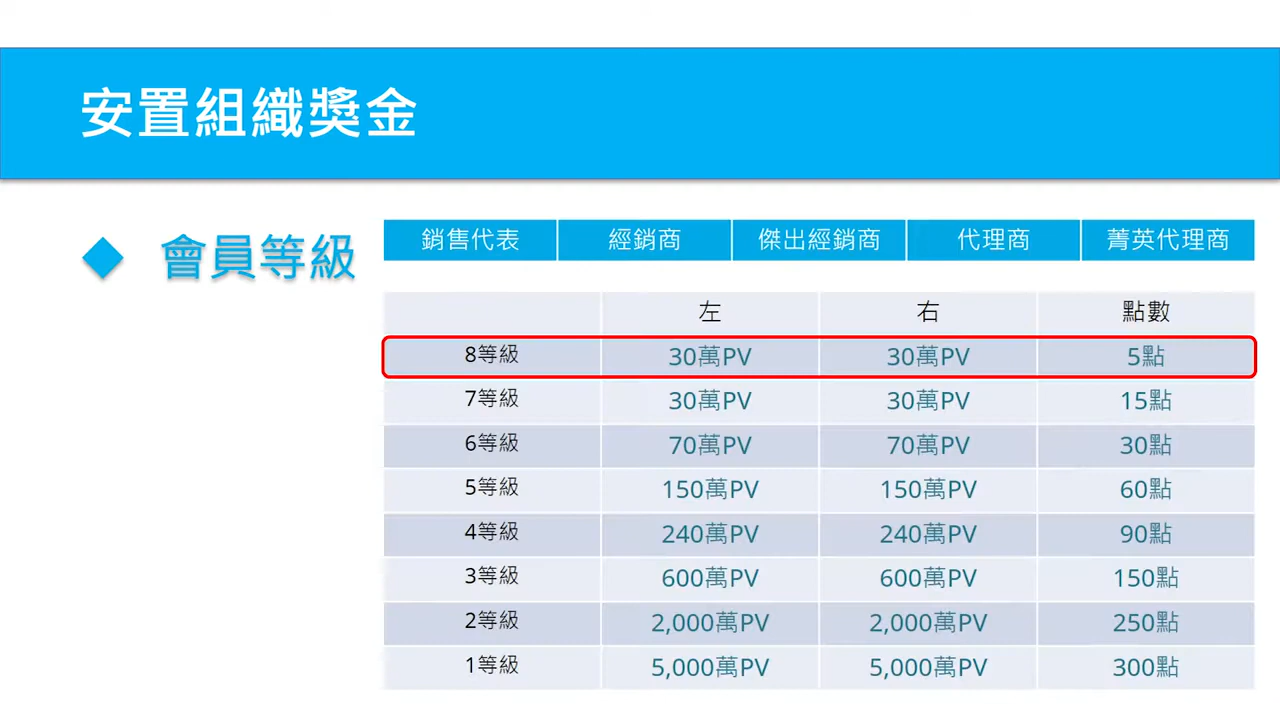 安置組織獎金
會員等級
銷售代表 經銷商 傑出經銷商 代理商 菁英代理商
左 右 點數
8等級 30萬PV 30萬PV 5點
7等級 30萬PV 30萬PV 15點
6等級 70萬PV 70萬PV 30點
5等級 150萬PV 150萬PV 60點
4等級 240萬PV 240萬PV 90點
3等級 600萬PV 600萬PV 150點
2等級 2,000萬PV 2,000萬PV 250點
1等級 5,000萬PV 5,000萬PV 300點